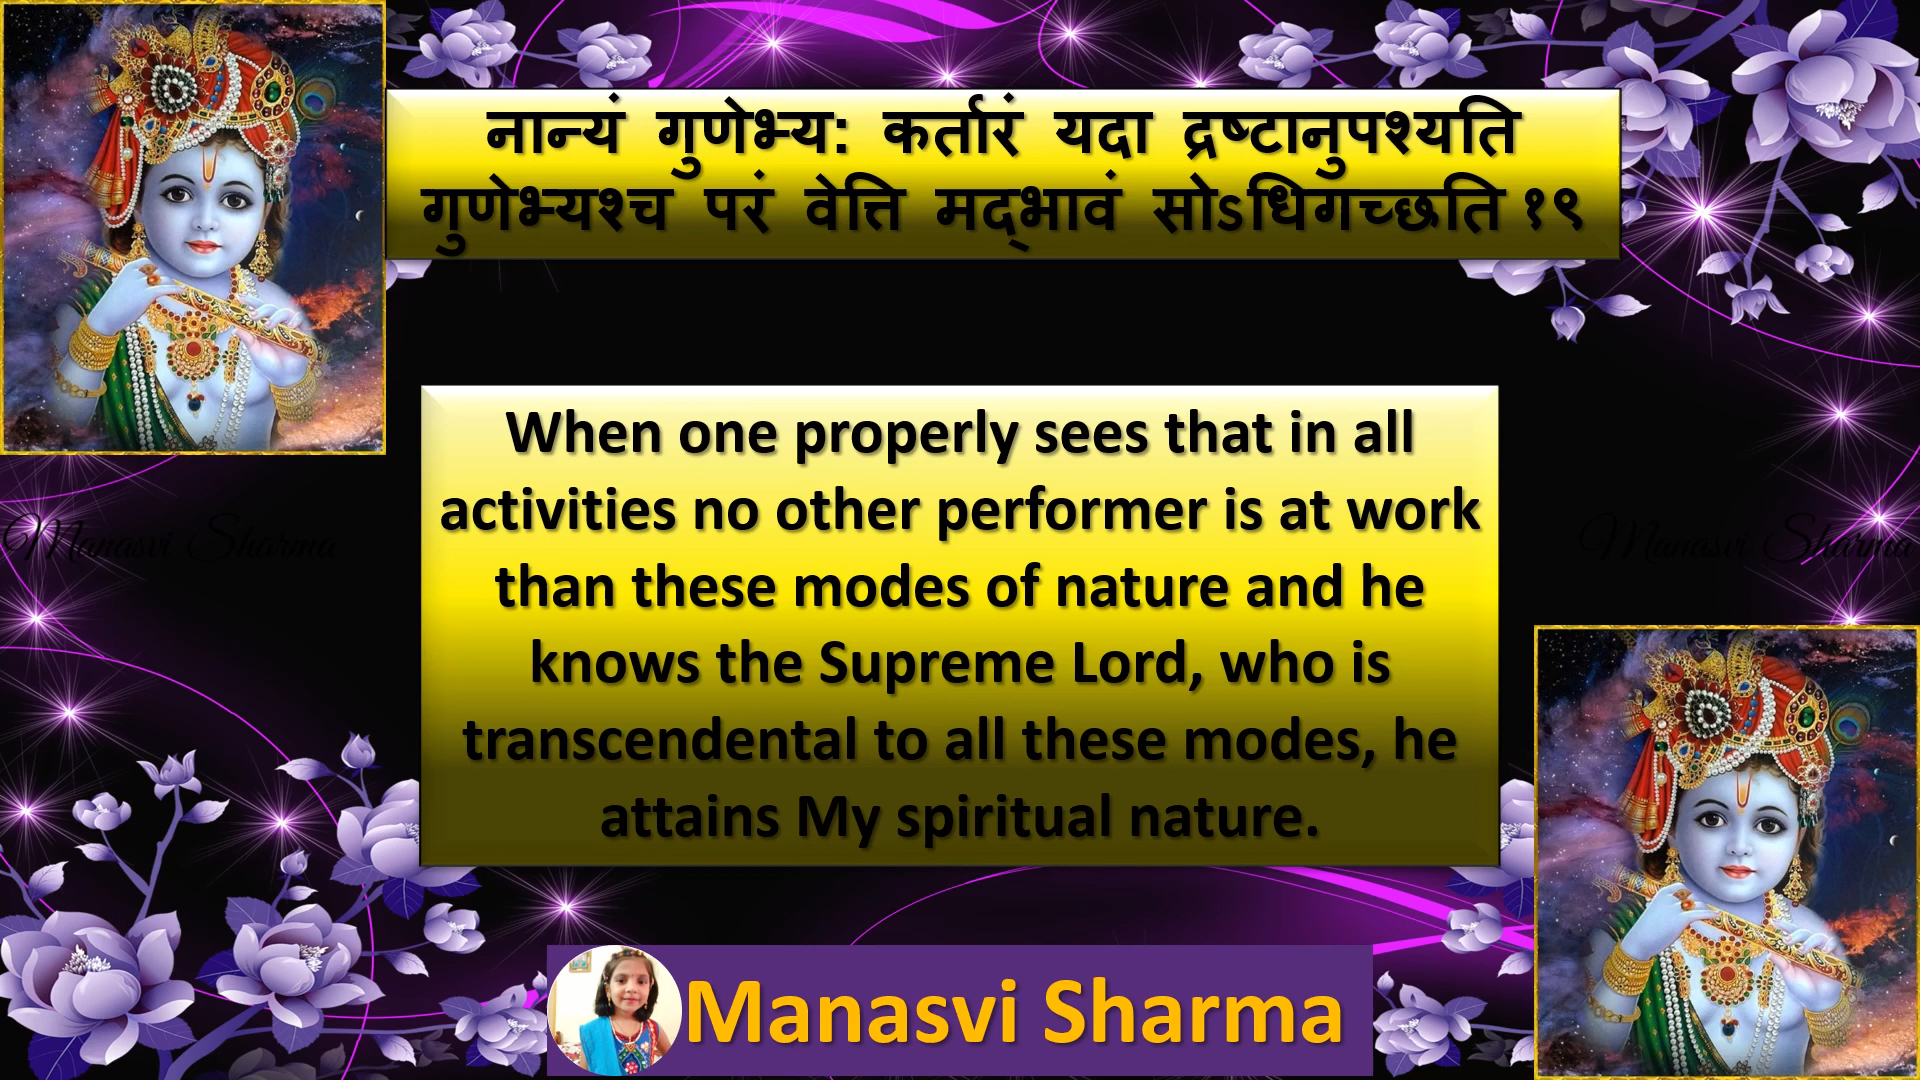 नान्यं गुणेभ्य: कर्तारं यदा द्रष्टानुपश्यति
गुणेभ्यश्च परं वेत्ति मद्‌भावं सोऽधिगच्छति १९
When one properly sees that in all
activities no other performer is at work
than these modes of nature and he
knows the Supreme Lord, who is
transcendental to all these modes, he
attains My spiritual nature.
Manasvi Sharma
Manasvi Sharma
Manasvi Sharma